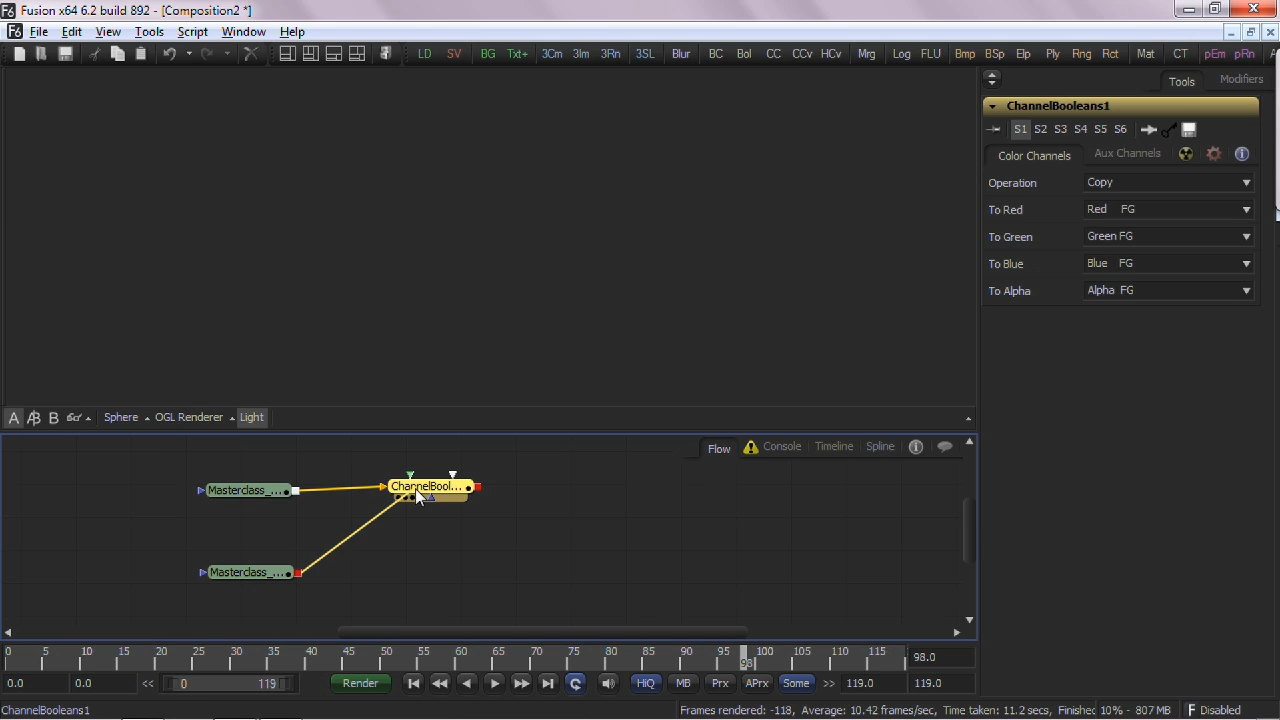 Fusion x64 6.2 build 892 - [Composition2 *]
File Edit View Tools Script Window Help
LD SV BG Txt+ 3Cm 3Im 3Rn 3SL Blur BC Bol CC CCv HCv Mrg Log FLU Bmp BSp Elp Ply Rng Rct Mat CT pEm pRn
Tools Modifiers
ChannelBooleans1
S1 S2 S3 S4 S5 S6
Color Channels Aux Channels
Operation Copy
To Red Red FG
To Green Green FG
To Blue Blue FG
To Alpha Alpha FG
A A/B B Sphere OGL Renderer Light
Flow Console Timeline Spline
Masterclass_... ChannelBool...
Masterclass_...
0 5 10 15 20 25 30 35 40 45 50 55 60 65 70 75 80 85 90 95 98 100 105 110 115 98.0
0.0 0.0 << 0 119 Render HiQ MB Prx APrx Some >> 119.0 119.0
ChannelBooleans1 Frames rendered: -118, Average: 10.42 frames/sec, Time taken: 11.2 secs, Finished 10% - 807 MB F Disabled